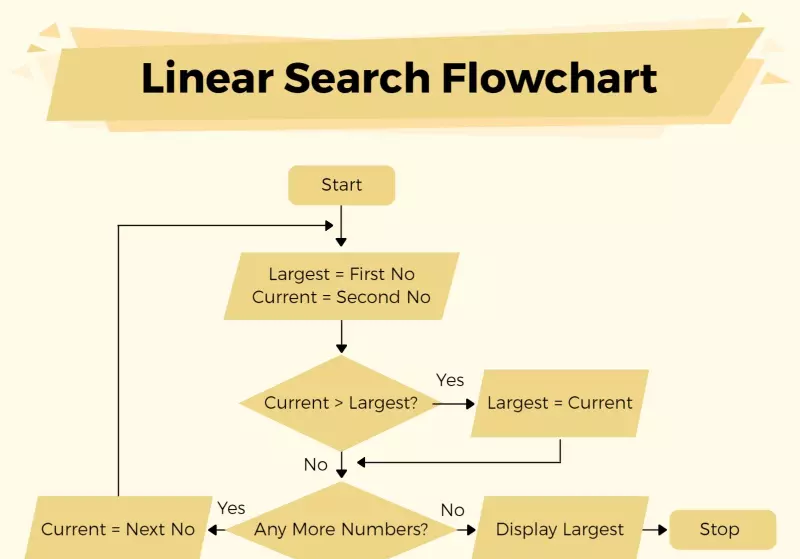 Linear Search Flowchart
Start
Largest = First No
Current = Second No
Current > Largest?
Yes
Largest = Current
No
Current = Next No
Yes
Any More Numbers?
No
Display Largest
Stop